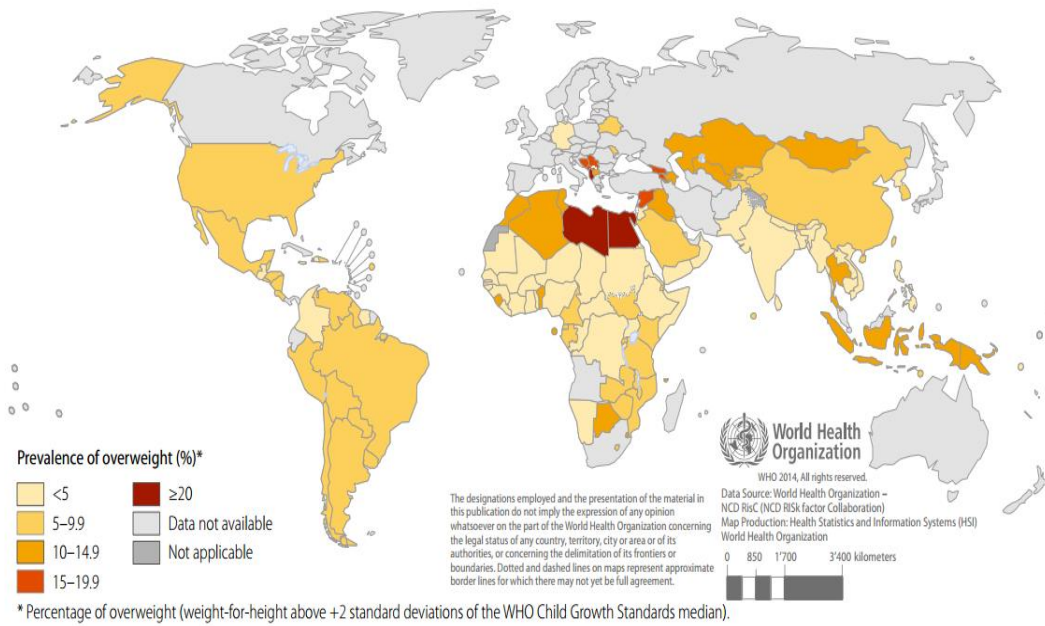 Prevalence of overweight (%)*
<5
5–9.9
10–14.9
15–19.9
≥20
Data not available
Not applicable
The designations employed and the presentation of the material in
this publication do not imply the expression of any opinion
whatsoever on the part of the World Health Organization concerning
the legal status of any country, territory, city or area or of its
authorities, or concerning the delimitation of its frontiers or
boundaries. Dotted and dashed lines on maps represent approximate
border lines for which there may not yet be full agreement.
World Health
Organization
WHO 2014, All rights reserved.
Data Source: World Health Organization –
NCD RisC (NCD RISk factor Collaboration)
Map Production: Health Statistics and Information Systems (HSI)
World Health Organization
0 850 1'700 3'400 kilometers
* Percentage of overweight (weight-for-height above +2 standard deviations of the WHO Child Growth Standards median).